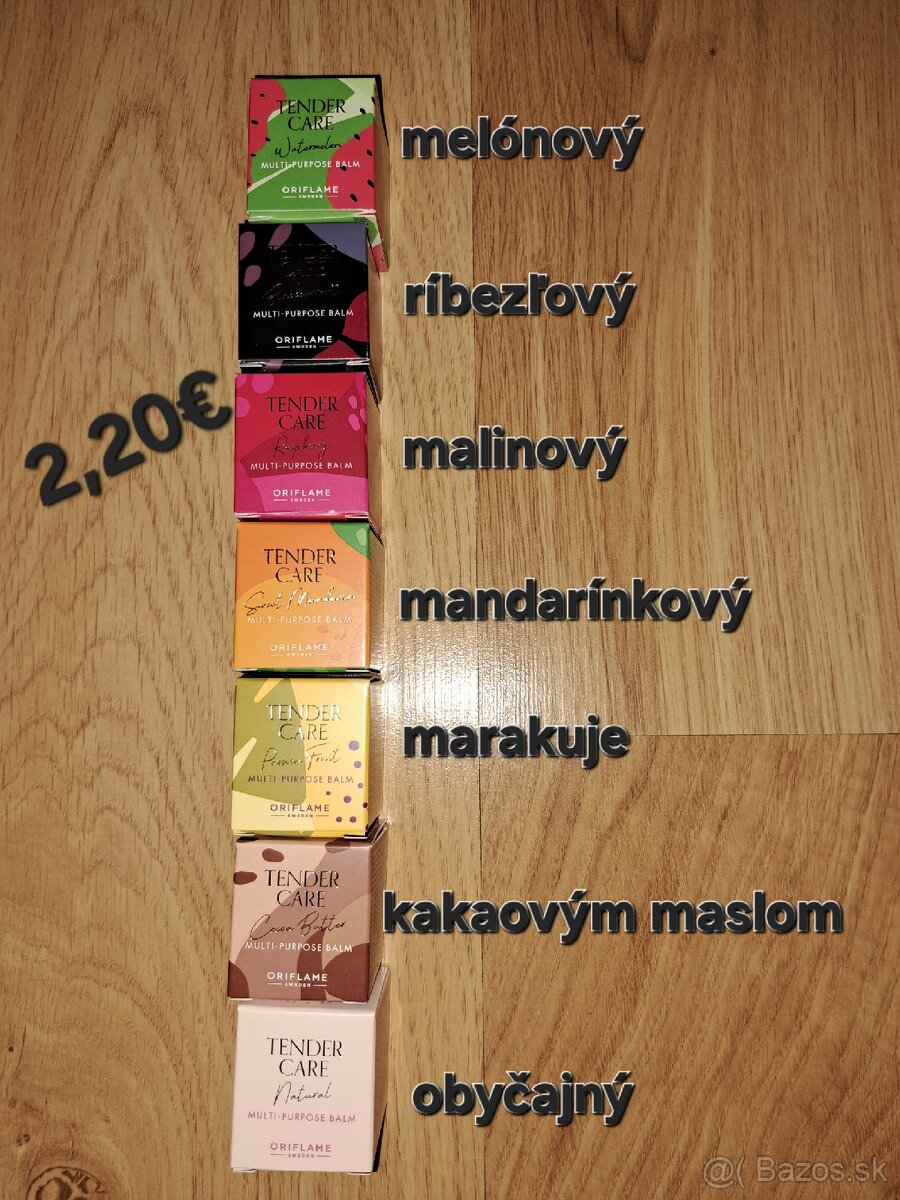 TENDER
CARE
Watermelon
MULTI-PURPOSE BALM
ORIFLAME
SWEDEN
melónový
MULTI-PURPOSE BALM
ORIFLAME
SWEDEN
ríbezľový
2,20€
TENDER
CARE
Raspberry
MULTI-PURPOSE BALM
ORIFLAME
SWEDEN
malinový
TENDER
CARE
Sweet Mandarin
MULTI-PURPOSE BALM
ORIFLAME
SWEDEN
mandarínkový
TENDER
CARE
Passion Fruit
MULTI-PURPOSE BALM
ORIFLAME
SWEDEN
marakuje
TENDER
CARE
Cocoa Butter
MULTI-PURPOSE BALM
ORIFLAME
SWEDEN
kakaovým maslom
TENDER
CARE
Natural
MULTI-PURPOSE BALM
ORIFLAME
SWEDEN
obyčajný
@( Bazos.sk